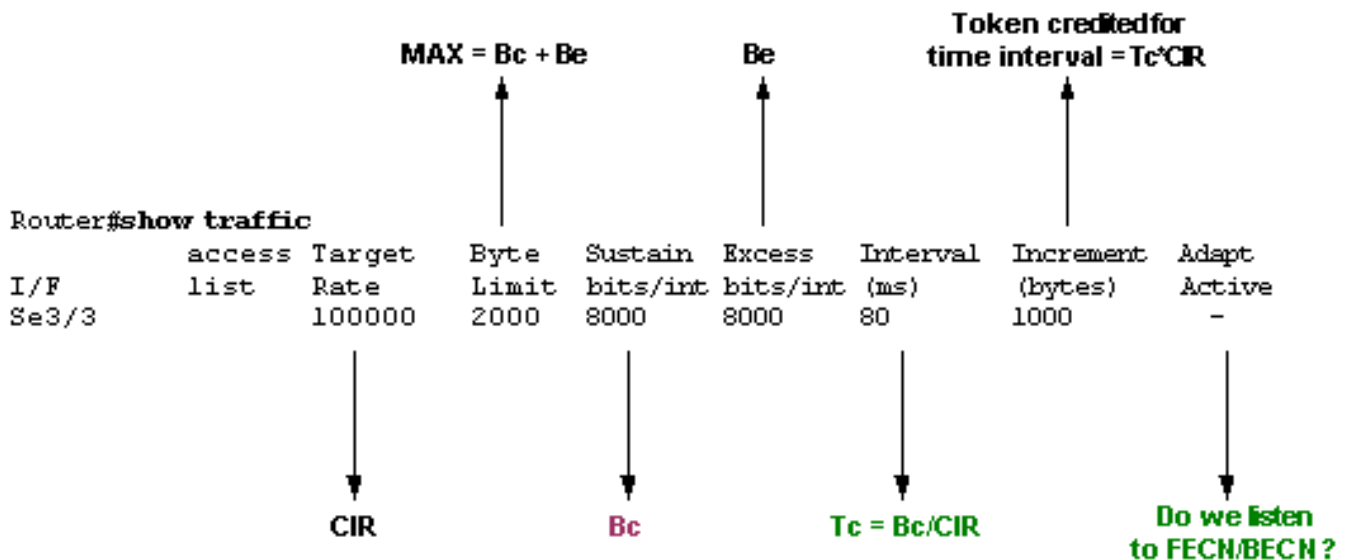 Token credited for
MAX = Bc + Be Be time interval = Tc*CIR
Router#show traffic
access Target Byte Sustain Excess Interval Increment Adapt
I/F list Rate Limit bits/int bits/int (ms) (bytes) Active
Se3/3 100000 2000 8000 8000 80 1000 -
CIR Bc Tc = Bc/CIR Do we listen
to FECN/BECN ?